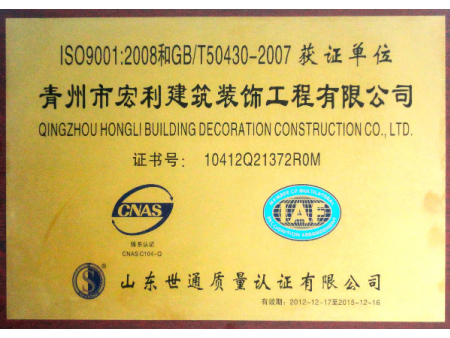 ISO9001:2008和GB/T50430-2007 获证单位
青州市宏利建筑装饰工程有限公司
QINGZHOU HONGLI BUILDING DECORATION CONSTRUCTION CO., LTD.
证书号： 10412Q21372R0M
CNAS
IAF
CNAS C104-Q
山东世通质量认证有限公司
有效期：2012-12-17至2015-12-16